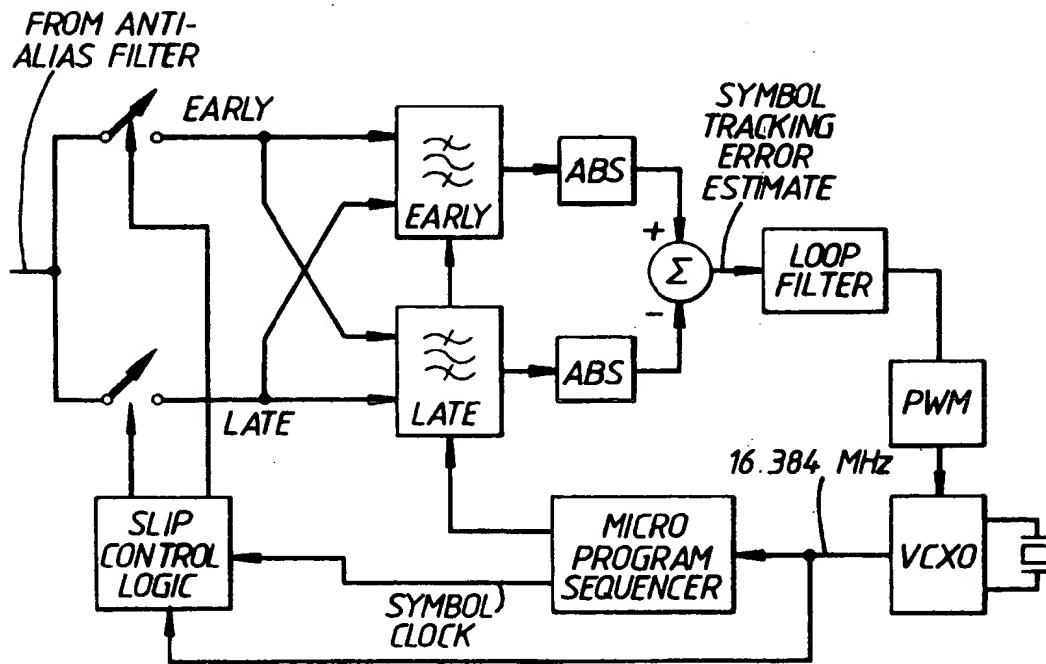 FROM ANTI-
ALIAS FILTER
EARLY
SYMBOL
TRACKING
ERROR
ESTIMATE
ABS
EARLY
+
Σ
-
LOOP
FILTER
ABS
LATE
LATE
PWM
16.384 MHz
SLIP
CONTROL
LOGIC
MICRO
PROGRAM
SEQUENCER
VCXO
SYMBOL
CLOCK